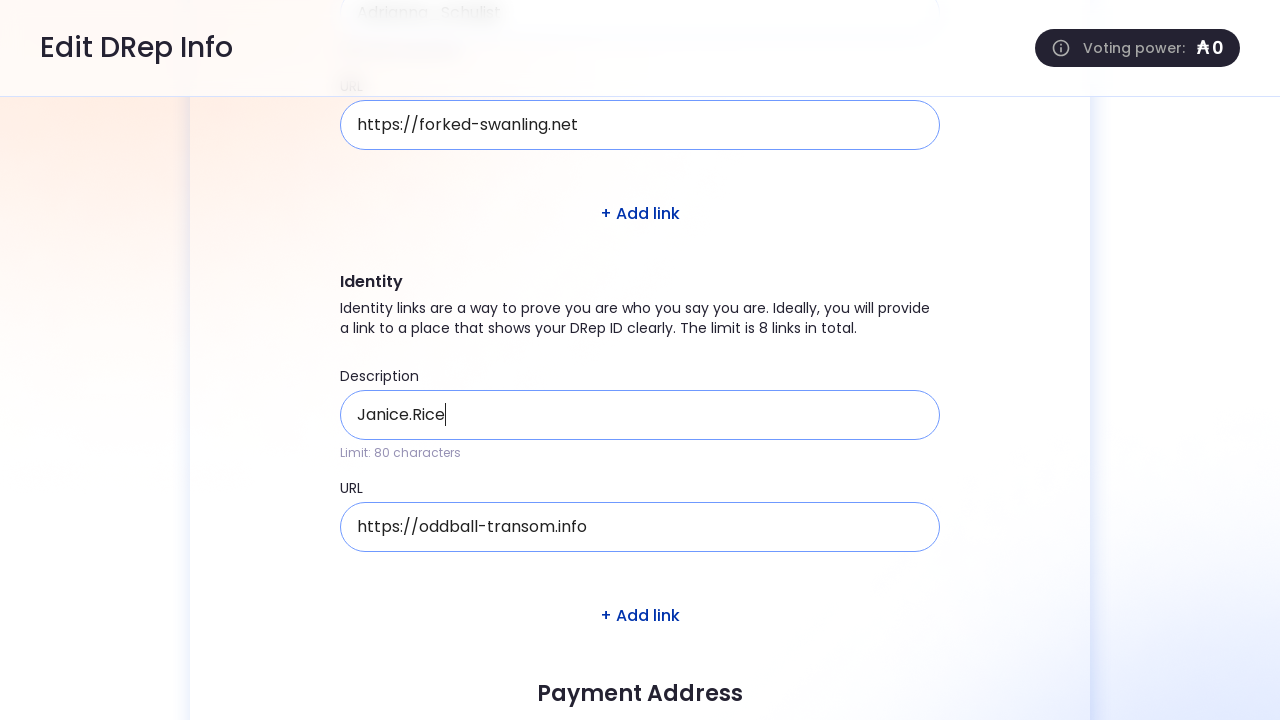 Edit DRep Info
Voting power: ₳ 0
URL
https://forked-swanling.net
+ Add link
Identity
Identity links are a way to prove you are who you say you are. Ideally, you will provide
a link to a place that shows your DRep ID clearly. The limit is 8 links in total.
Description
Janice.Rice
Limit: 80 characters
URL
https://oddball-transom.info
+ Add link
Payment Address